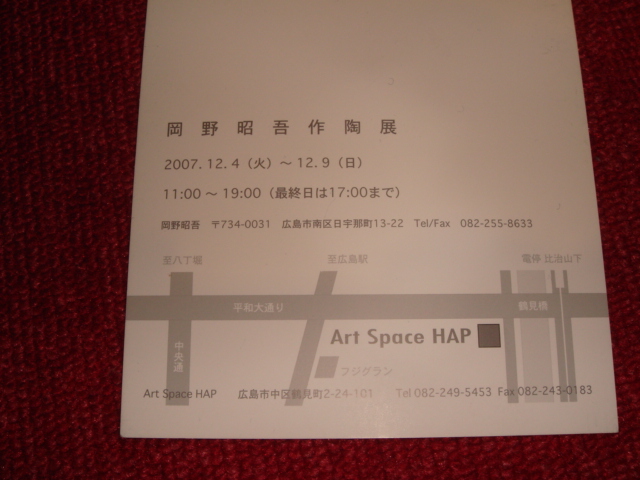 岡野昭吾作陶展
2007.12.4（火）～12.9（日）
11:00～19:00（最終日は17:00まで）
岡野昭吾 〒734-0031 広島市南区日宇那町13-22 Tel/Fax 082-255-8633
至八丁堀 至広島駅 電停 比治山下
平和大通り 鶴見橋
Art Space HAP
中央通
フジグラン
Art Space HAP 広島市中区鶴見町2-24-101 Tel 082-249-5453 Fax 082-243-0183